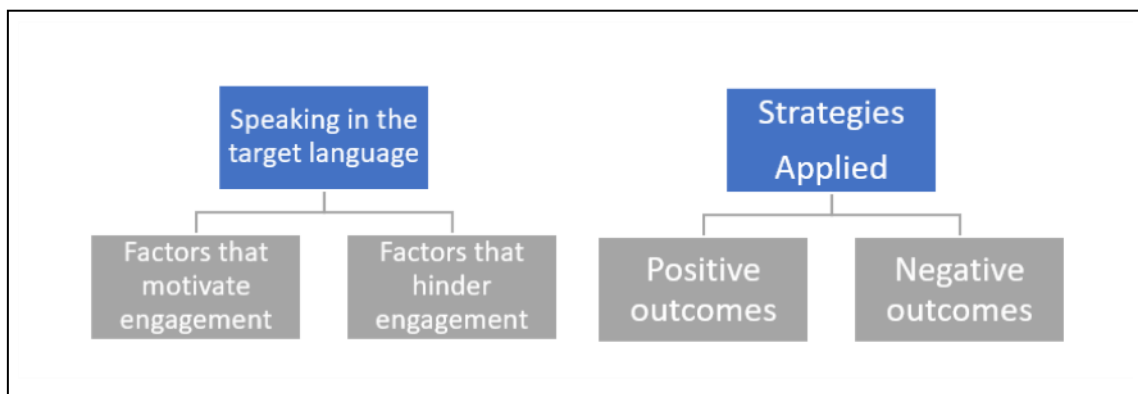 Speaking in the
target language
Factors that
motivate
engagement
Factors that
hinder
engagement
Strategies
Applied
Positive
outcomes
Negative
outcomes